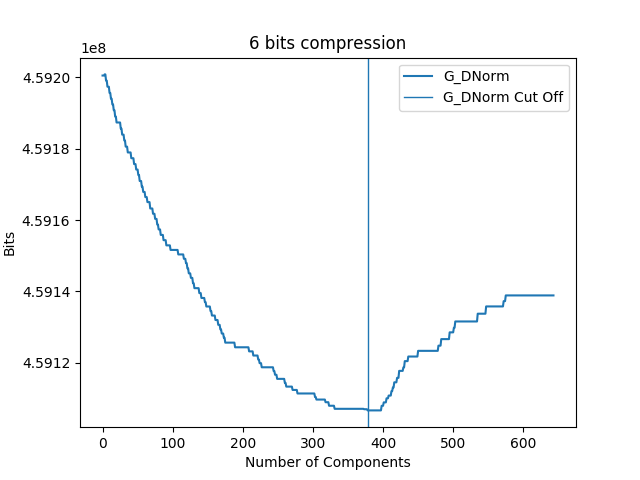 6 bits compression
1e8
G_DNorm
G_DNorm Cut Off
4.5920
4.5918
4.5916
4.5914
4.5912
Bits
0 100 200 300 400 500 600
Number of Components